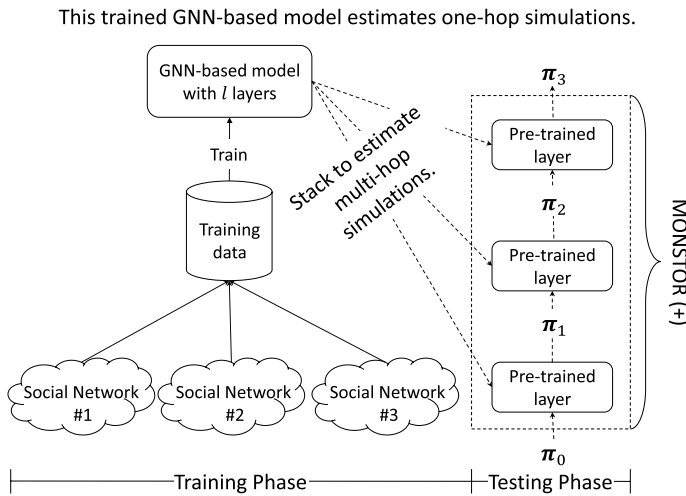 This trained GNN-based model estimates one-hop simulations.
GNN-based model
with l layers
Train
Training
data
Social Network
#1
Social Network
#2
Social Network
#3
Training Phase
Stack to estimate
multi-hop
simulations.
π3
Pre-trained
layer
π2
Pre-trained
layer
π1
Pre-trained
layer
π0
Testing Phase
MONSTOR (+)